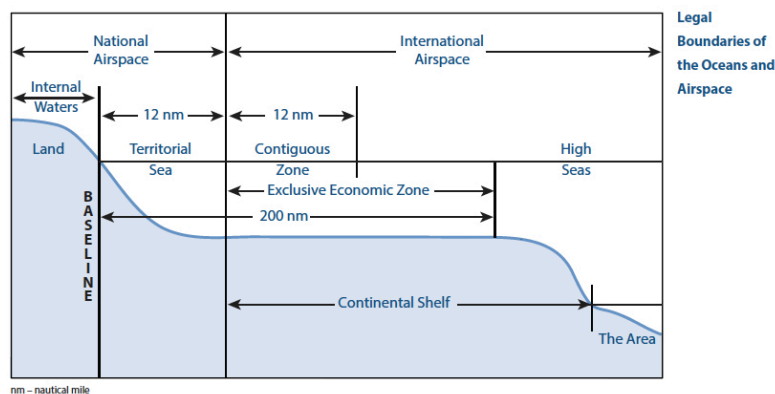 Legal
Boundaries of
the Oceans and
Airspace
National
Airspace
International
Airspace
Internal
Waters
12 nm
12 nm
Land
Territorial
Sea
Contiguous
Zone
High
Seas
Exclusive Economic Zone
200 nm
BASELINE
Continental Shelf
The Area
nm – nautical mile